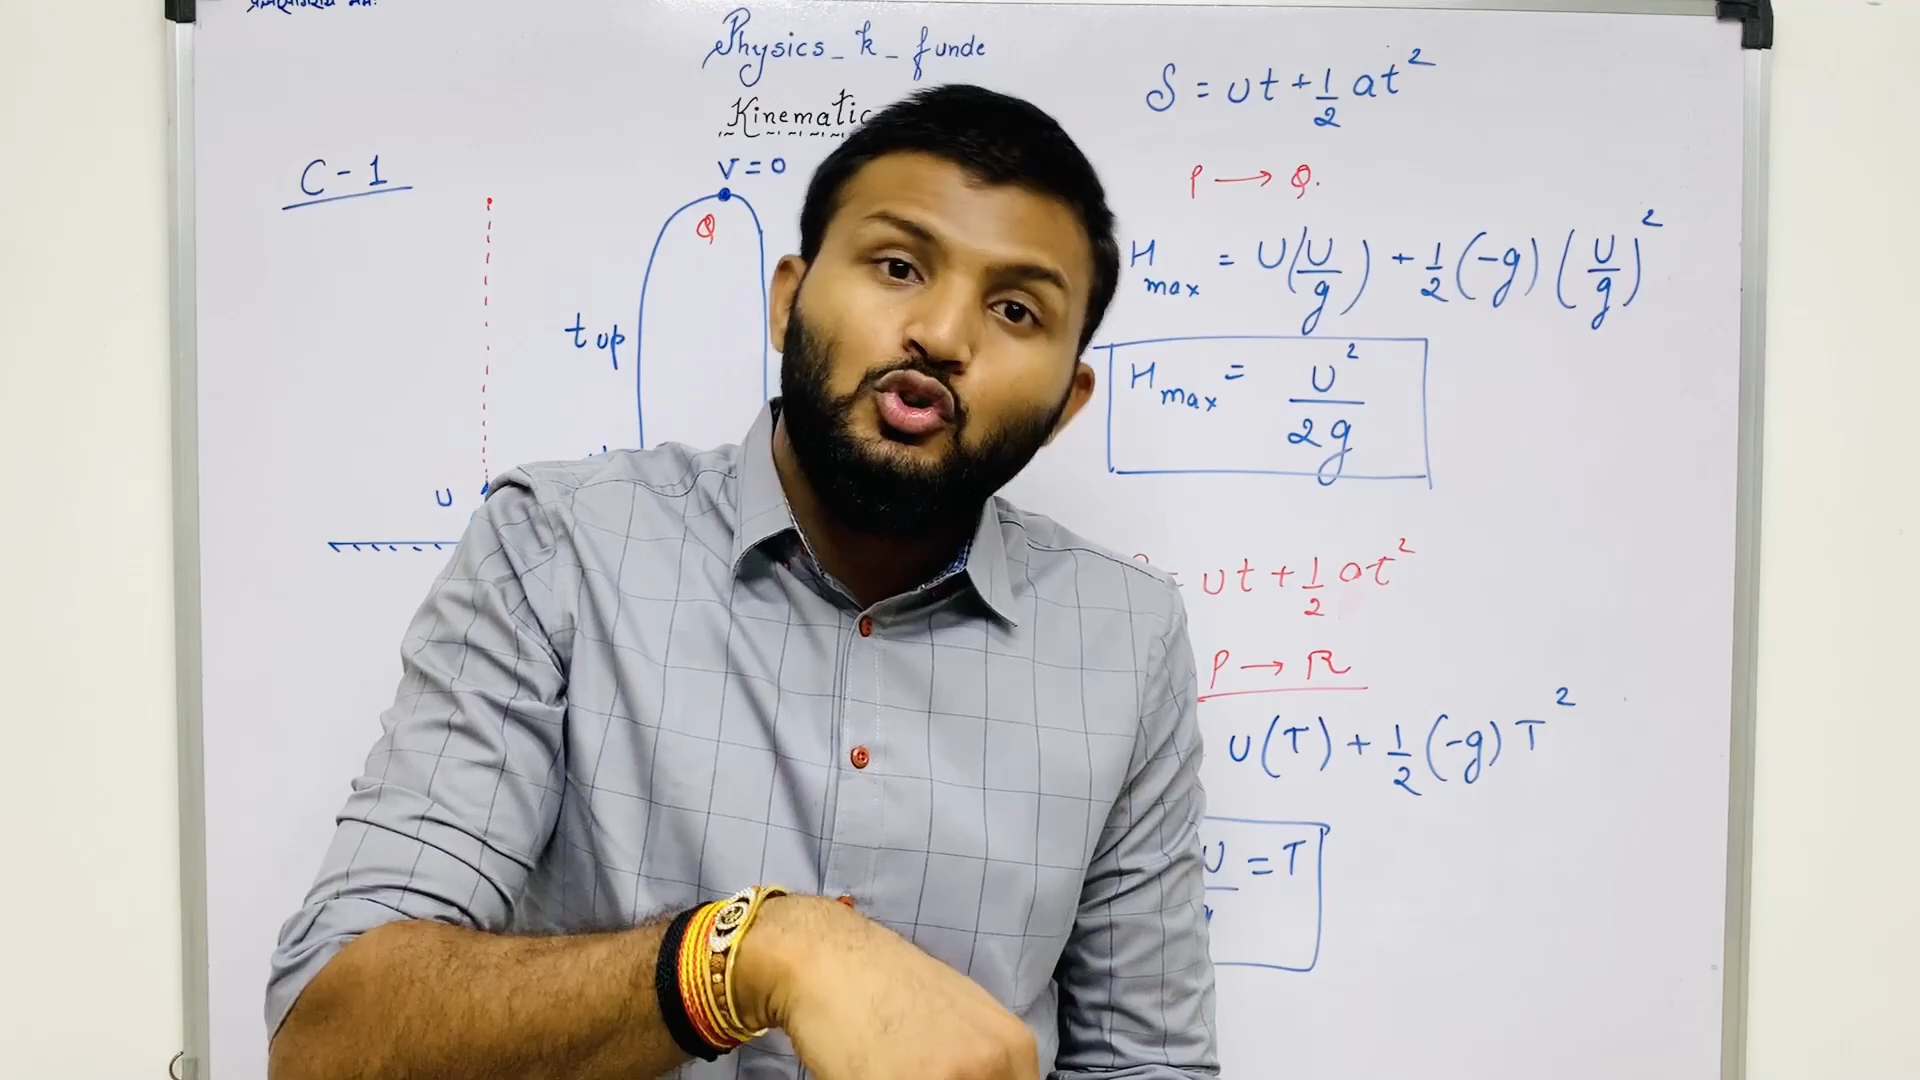 Physics_k_funde
Kinematic
C-1
V=0
Q
t up
u
S = ut + 1/2 at²
P → Q.
H max = U(U/g) + 1/2 (-g) (U/g)²
H max = U²/2g
= ut + 1/2 at²
P → R
U(T) + 1/2 (-g) T²
U = T